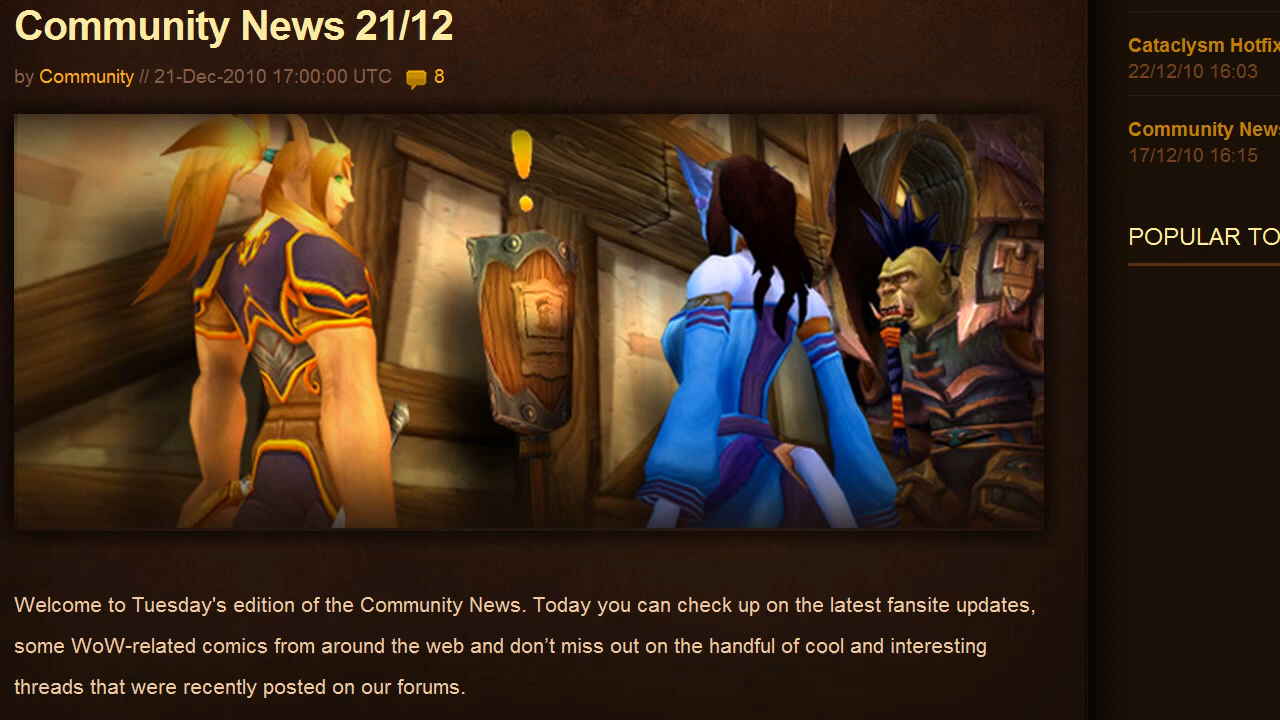 Community News 21/12
by Community // 21-Dec-2010 17:00:00 UTC 8
Welcome to Tuesday's edition of the Community News. Today you can check up on the latest fansite updates,
some WoW-related comics from around the web and don’t miss out on the handful of cool and interesting
threads that were recently posted on our forums.
Cataclysm Hotfix
22/12/10 16:03
Community News
17/12/10 16:15
POPULAR TO